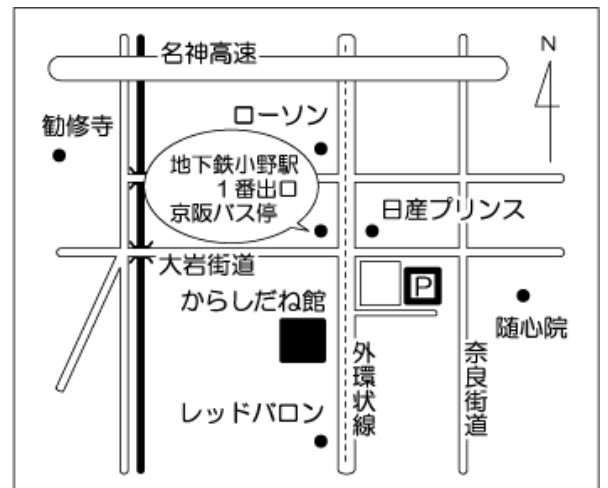 名神高速
N
勧修寺
ローソン
地下鉄小野駅
1番出口
京阪バス停
日産プリンス
大岩街道
からしだね館
P
随心院
外環状線
奈良街道
レッドバロン